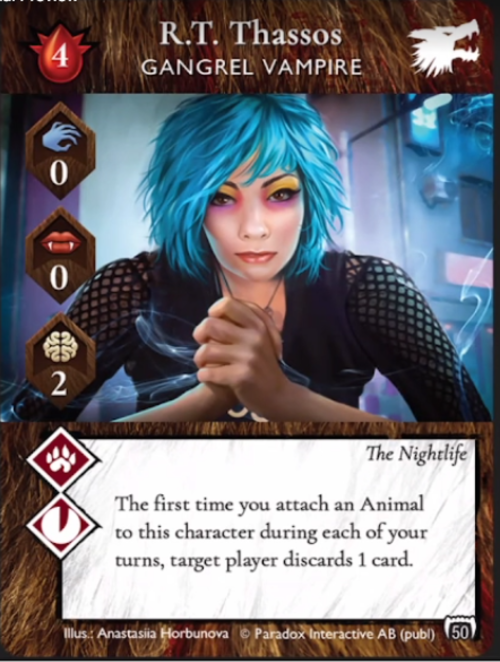 4
R.T. Thassos
GANGREL VAMPIRE
0
0
2
The Nightlife
The first time you attach an Animal
to this character during each of your
turns, target player discards 1 card.
Illus.: Anastasiia Horbunova © Paradox Interactive AB (publ)
50